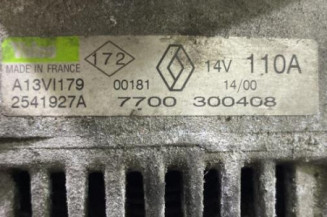 172 14V 110A
MADE IN FRANCE
A13VI179 00181 14/00
2541927A 7700 300408